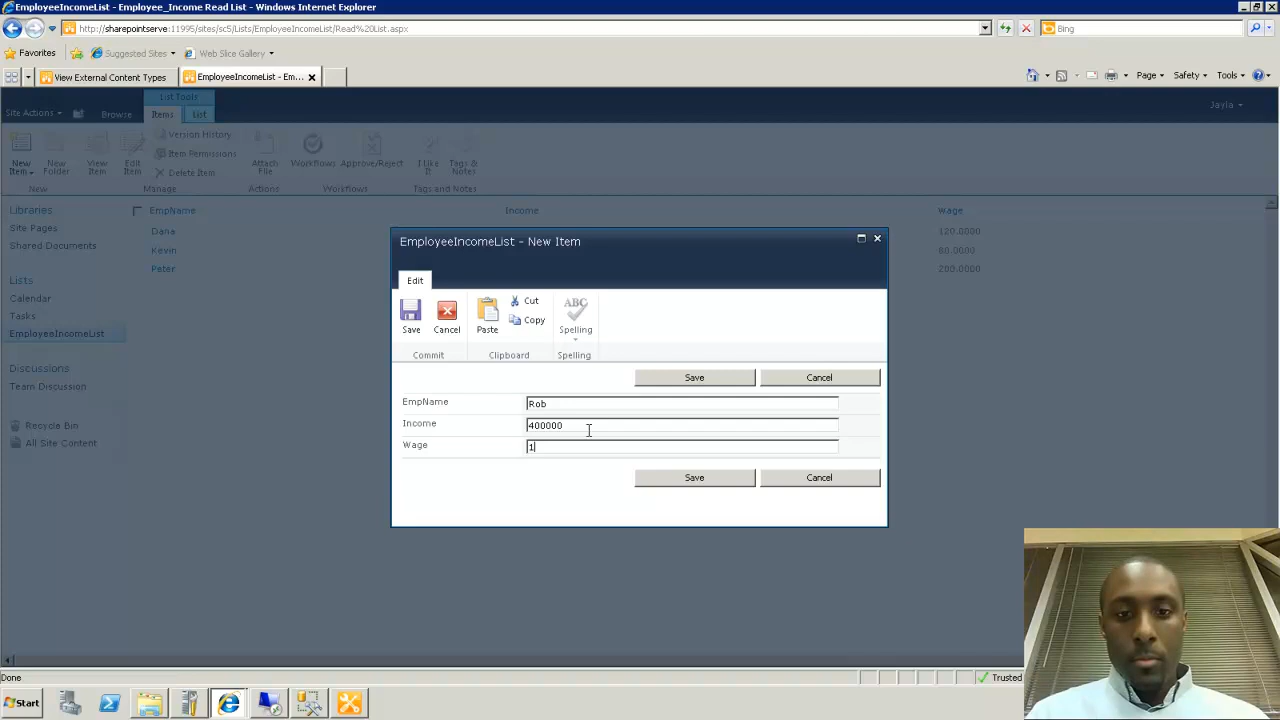 EmployeeIncomeList - Employee_Income Read List - Windows Internet Explorer
http://sharepointserve:11995/sites/sc5/Lists/EmployeeIncomeList/Read%20List.aspx
Bing
Favorites
Suggested Sites
Web Slice Gallery
View External Content Types
EmployeeIncomeList - Em...
Page
Safety
Tools
List Tools
Site Actions
Browse
Items
List
Jayla
New Item
New Folder
View Item
Edit Item
Version History
Item Permissions
Delete Item
Attach File
Workflows
Approve/Reject
I Like It
Tags & Notes
New
Manage
Actions
Workflows
Tags and Notes
Libraries
Site Pages
Shared Documents
Lists
Calendar
Tasks
EmployeeIncomeList
Discussions
Team Discussion
Recycle Bin
All Site Content
EmpName
Income
Wage
Dana
120.0000
Kevin
80.0000
Peter
200.0000
EmployeeIncomeList - New Item
Edit
Save
Cancel
Paste
Cut
Copy
ABC
Spelling
Commit
Clipboard
Spelling
Save
Cancel
EmpName
Rob
Income
400000
Wage
1
Save
Cancel
Done
Trusted
Start